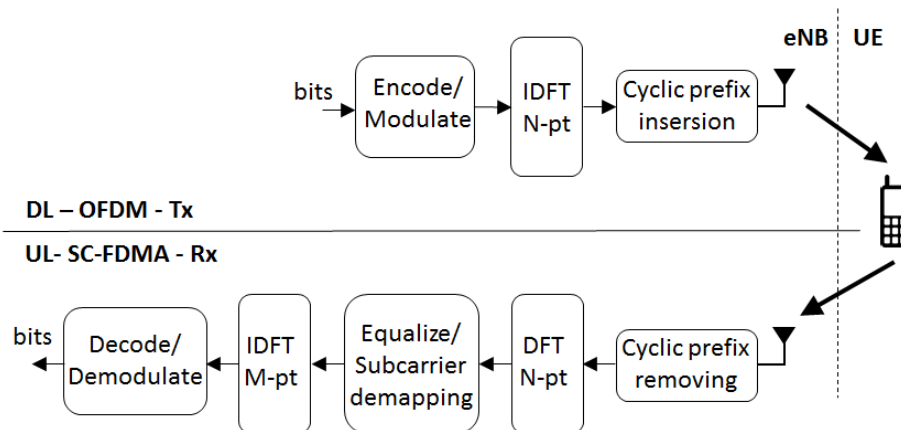 eNB UE
bits
Encode/
Modulate
IDFT
N-pt
Cyclic prefix
insersion
DL – OFDM - Tx
UL- SC-FDMA - Rx
bits
Decode/
Demodulate
IDFT
M-pt
Equalize/
Subcarrier
demapping
DFT
N-pt
Cyclic prefix
removing